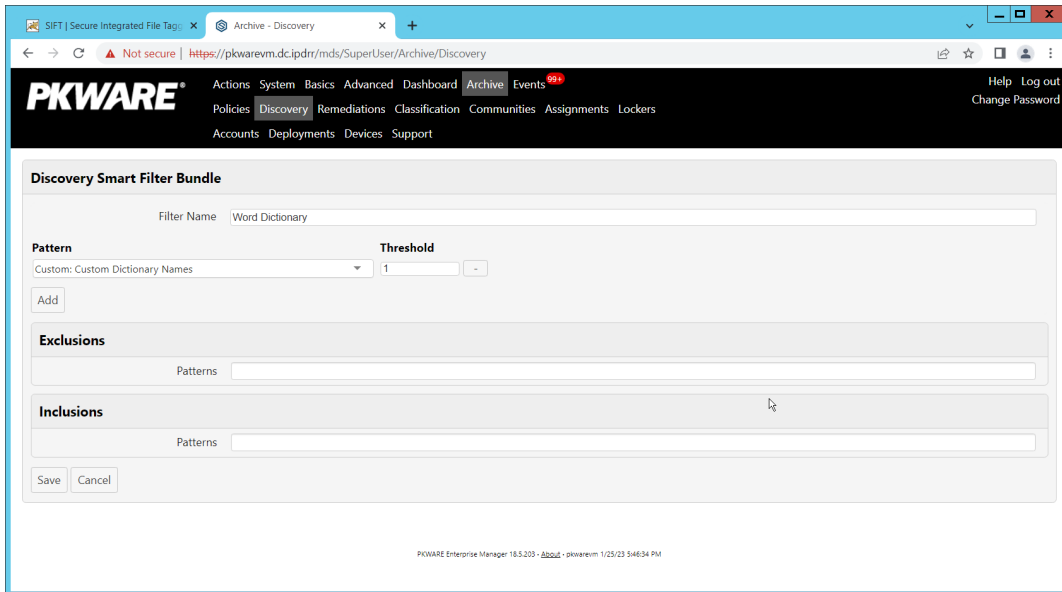 SIFT | Secure Integrated File Tagg
Archive - Discovery
Not secure | https://pkwarevm.dc.ipdrr/mds/SuperUser/Archive/Discovery
PKWARE®
Actions System Basics Advanced Dashboard Archive Events 99+
Help Log out
Policies Discovery Remediations Classification Communities Assignments Lockers
Change Password
Accounts Deployments Devices Support
Discovery Smart Filter Bundle
Filter Name Word Dictionary
Pattern Threshold
Custom: Custom Dictionary Names 1 -
Add
Exclusions
Patterns
Inclusions
Patterns
Save Cancel
PKWARE Enterprise Manager 18.5.203 - About - pkwarevm 1/25/23 5:46:34 PM